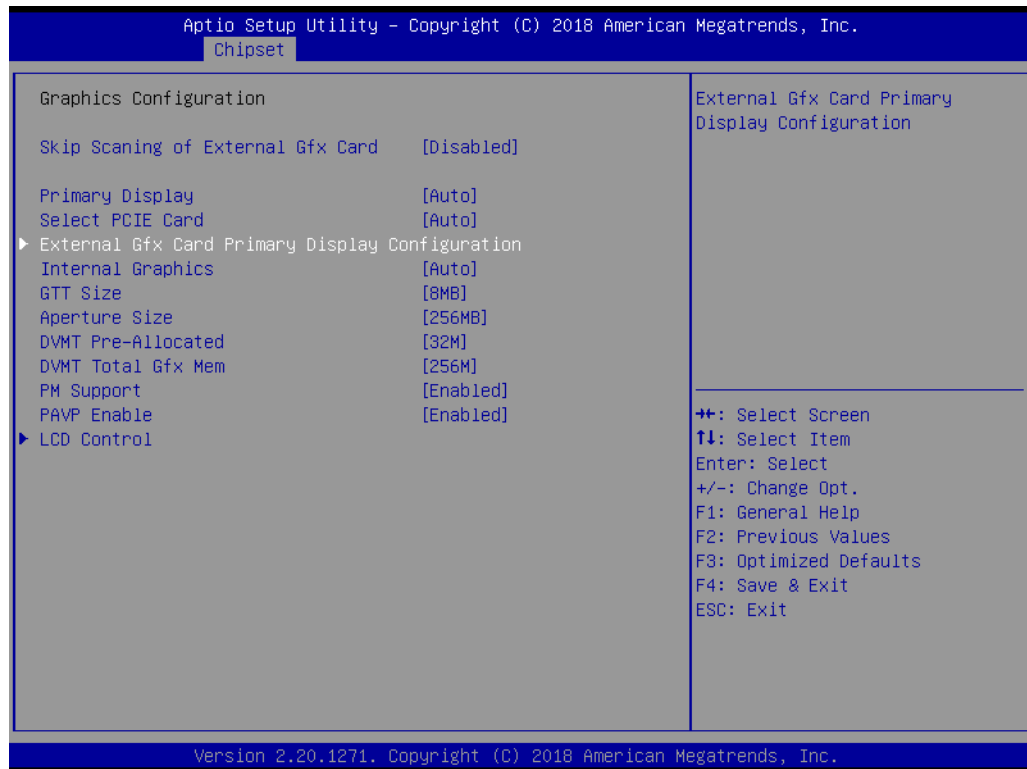 Aptio Setup Utility – Copyright (C) 2018 American Megatrends, Inc.
Chipset
Graphics Configuration
Skip Scaning of External Gfx Card [Disabled]
Primary Display [Auto]
Select PCIE Card [Auto]
▶ External Gfx Card Primary Display Configuration
Internal Graphics [Auto]
GTT Size [8MB]
Aperture Size [256MB]
DVMT Pre-Allocated [32M]
DVMT Total Gfx Mem [256M]
PM Support [Enabled]
PAVP Enable [Enabled]
▶ LCD Control
External Gfx Card Primary
Display Configuration
→←: Select Screen
↑↓: Select Item
Enter: Select
+/-: Change Opt.
F1: General Help
F2: Previous Values
F3: Optimized Defaults
F4: Save & Exit
ESC: Exit
Version 2.20.1271. Copyright (C) 2018 American Megatrends, Inc.